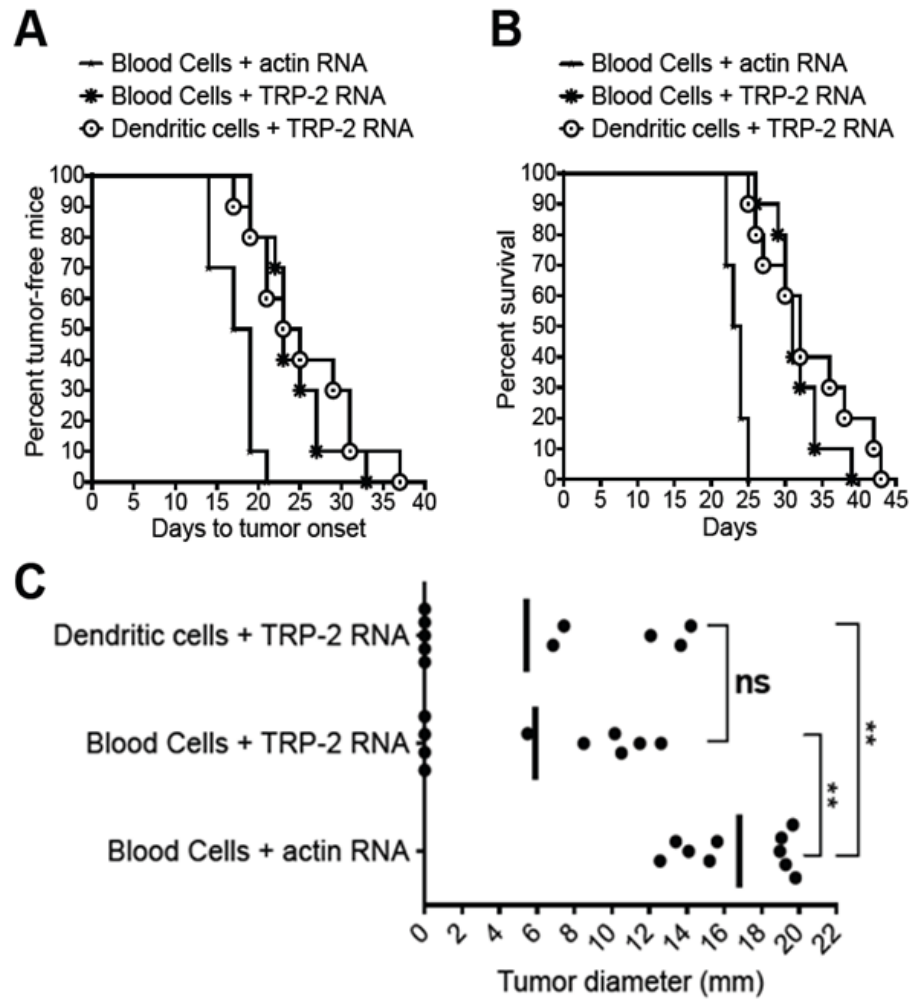 A
Blood Cells + actin RNA
Blood Cells + TRP-2 RNA
Dendritic cells + TRP-2 RNA
Percent tumor-free mice
100
90
80
70
60
50
40
30
20
10
0
0 5 10 15 20 25 30 35 40
Days to tumor onset
B
Blood Cells + actin RNA
Blood Cells + TRP-2 RNA
Dendritic cells + TRP-2 RNA
Percent survival
100
90
80
70
60
50
40
30
20
10
0
0 5 10 15 20 25 30 35 40 45
Days
C
Dendritic cells + TRP-2 RNA
Blood Cells + TRP-2 RNA
Blood Cells + actin RNA
ns
**
**
0 2 4 6 8 10 12 14 16 18 20 22
Tumor diameter (mm)